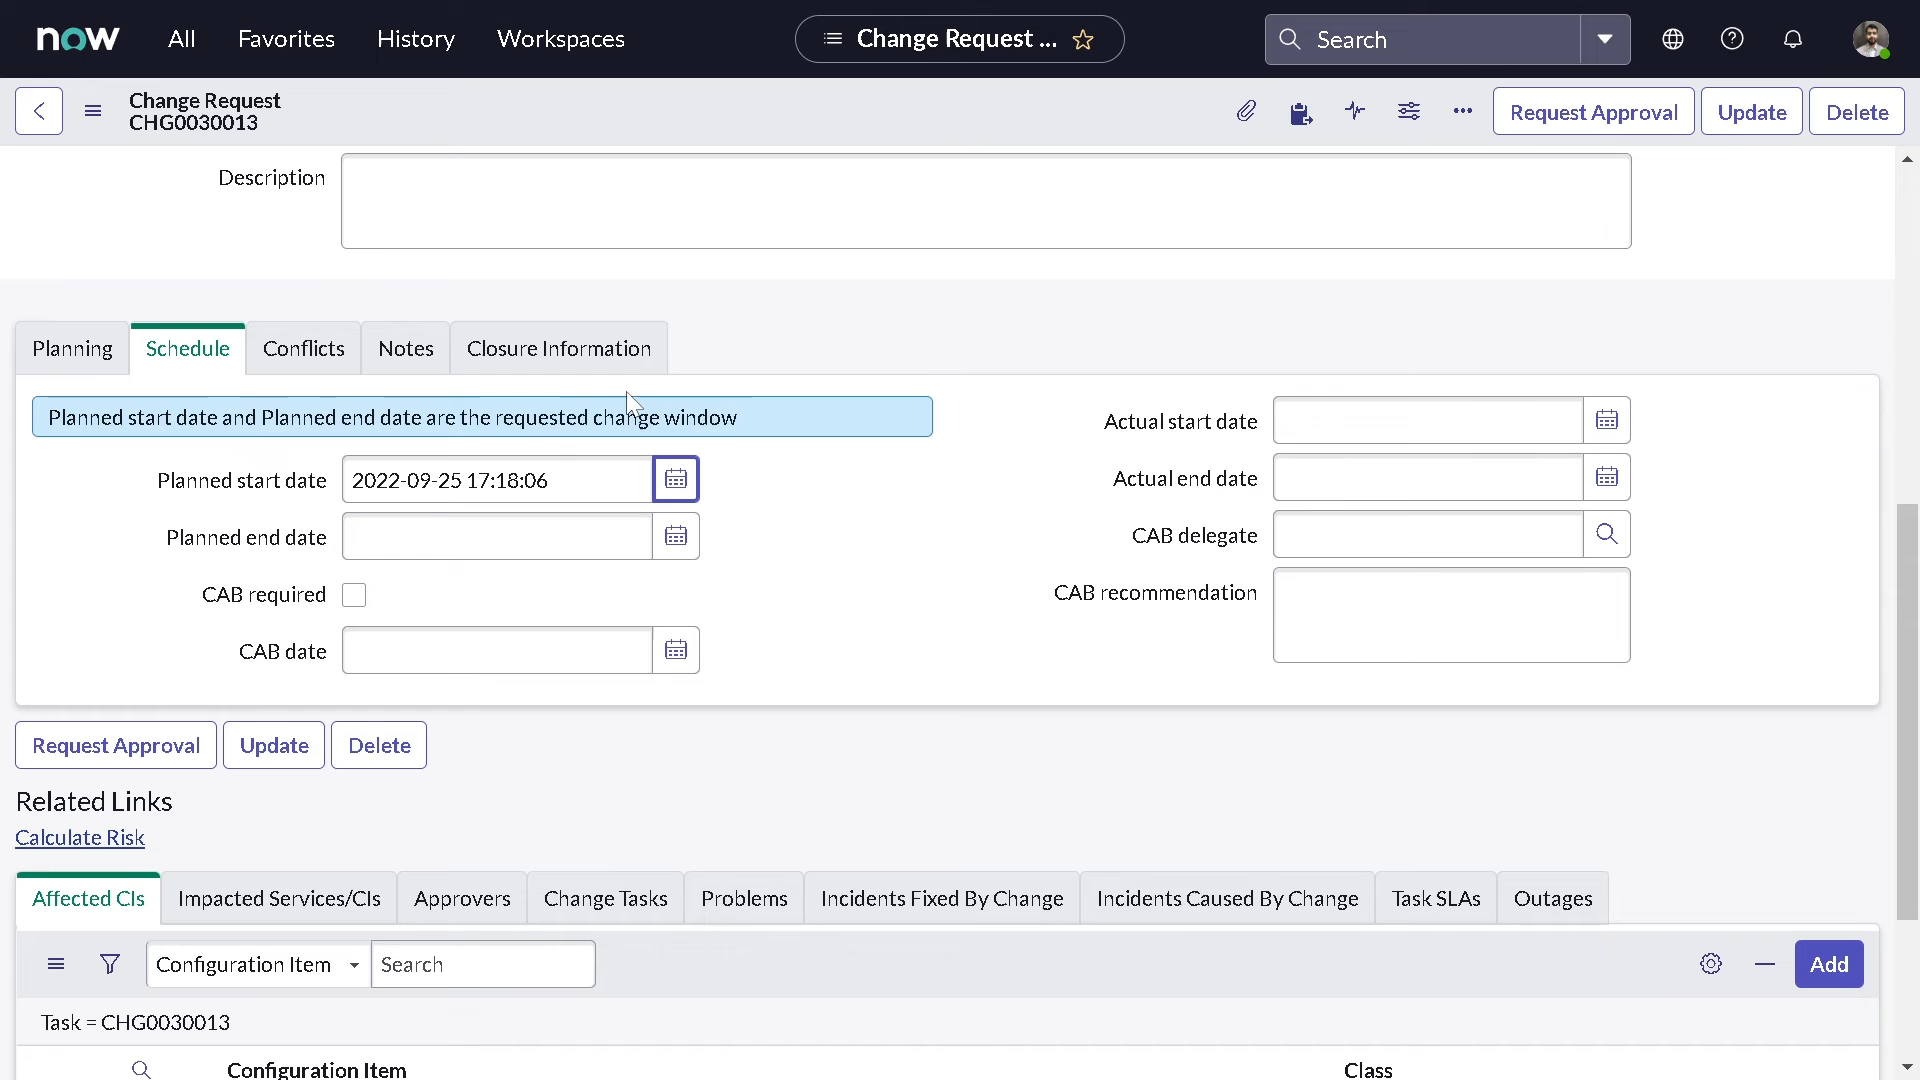 now All Favorites History Workspaces Change Request ... Search
Change Request
CHG0030013
Request Approval Update Delete
Description
Planning Schedule Conflicts Notes Closure Information
Planned start date and Planned end date are the requested change window
Planned start date 2022-09-25 17:18:06
Planned end date
CAB required
CAB date
Actual start date
Actual end date
CAB delegate
CAB recommendation
Request Approval Update Delete
Related Links
Calculate Risk
Affected CIs Impacted Services/CIs Approvers Change Tasks Problems Incidents Fixed By Change Incidents Caused By Change Task SLAs Outages
Configuration Item Search Add
Task = CHG0030013
Configuration Item Class